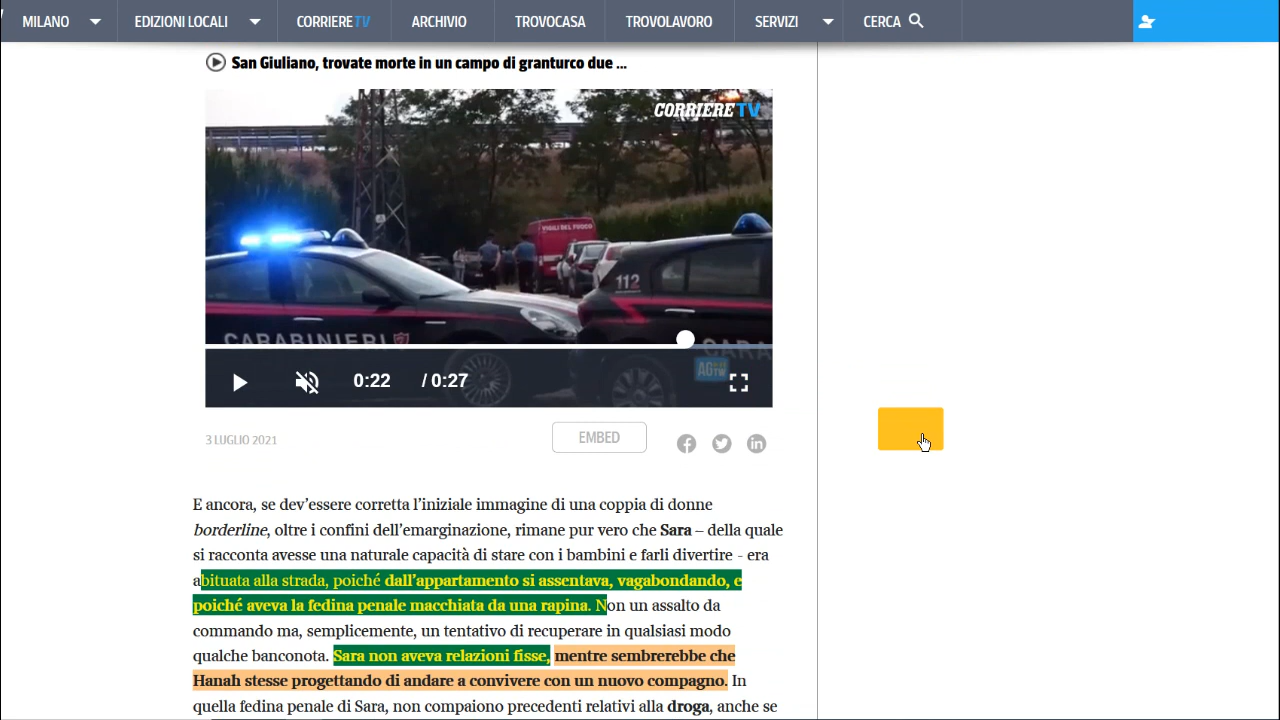 MILANO EDIZIONI LOCALI CORRIERETV ARCHIVIO TROVOCASA TROVOLAVORO SERVIZI CERCA
San Giuliano, trovate morte in un campo di granturco due ...
CORRIERETV
VIGILI DEL FUOCO
112
CARABINIERI
CARA
AGTW
0:22 / 0:27
3 LUGLIO 2021 EMBED
E ancora, se dev’essere corretta l’iniziale immagine di una coppia di donne
borderline, oltre i confini dell’emarginazione, rimane pur vero che Sara – della quale
si racconta avesse una naturale capacità di stare con i bambini e farli divertire - era
abituata alla strada, poiché dall’appartamento si assentava, vagabondando, e
poiché aveva la fedina penale macchiata da una rapina. Non un assalto da
commando ma, semplicemente, un tentativo di recuperare in qualsiasi modo
qualche banconota. Sara non aveva relazioni fisse, mentre sembrerebbe che
Hanah stesse progettando di andare a convivere con un nuovo compagno. In
quella fedina penale di Sara, non compaiono precedenti relativi alla droga, anche se